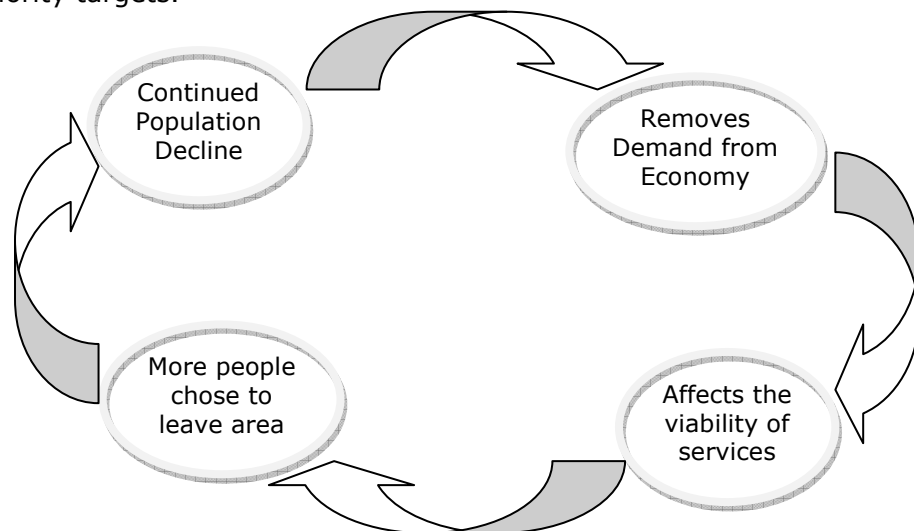 ority targets.
Continued
Population
Decline
Removes
Demand from
Economy
Affects the
viability of
services
More people
chose to
leave area